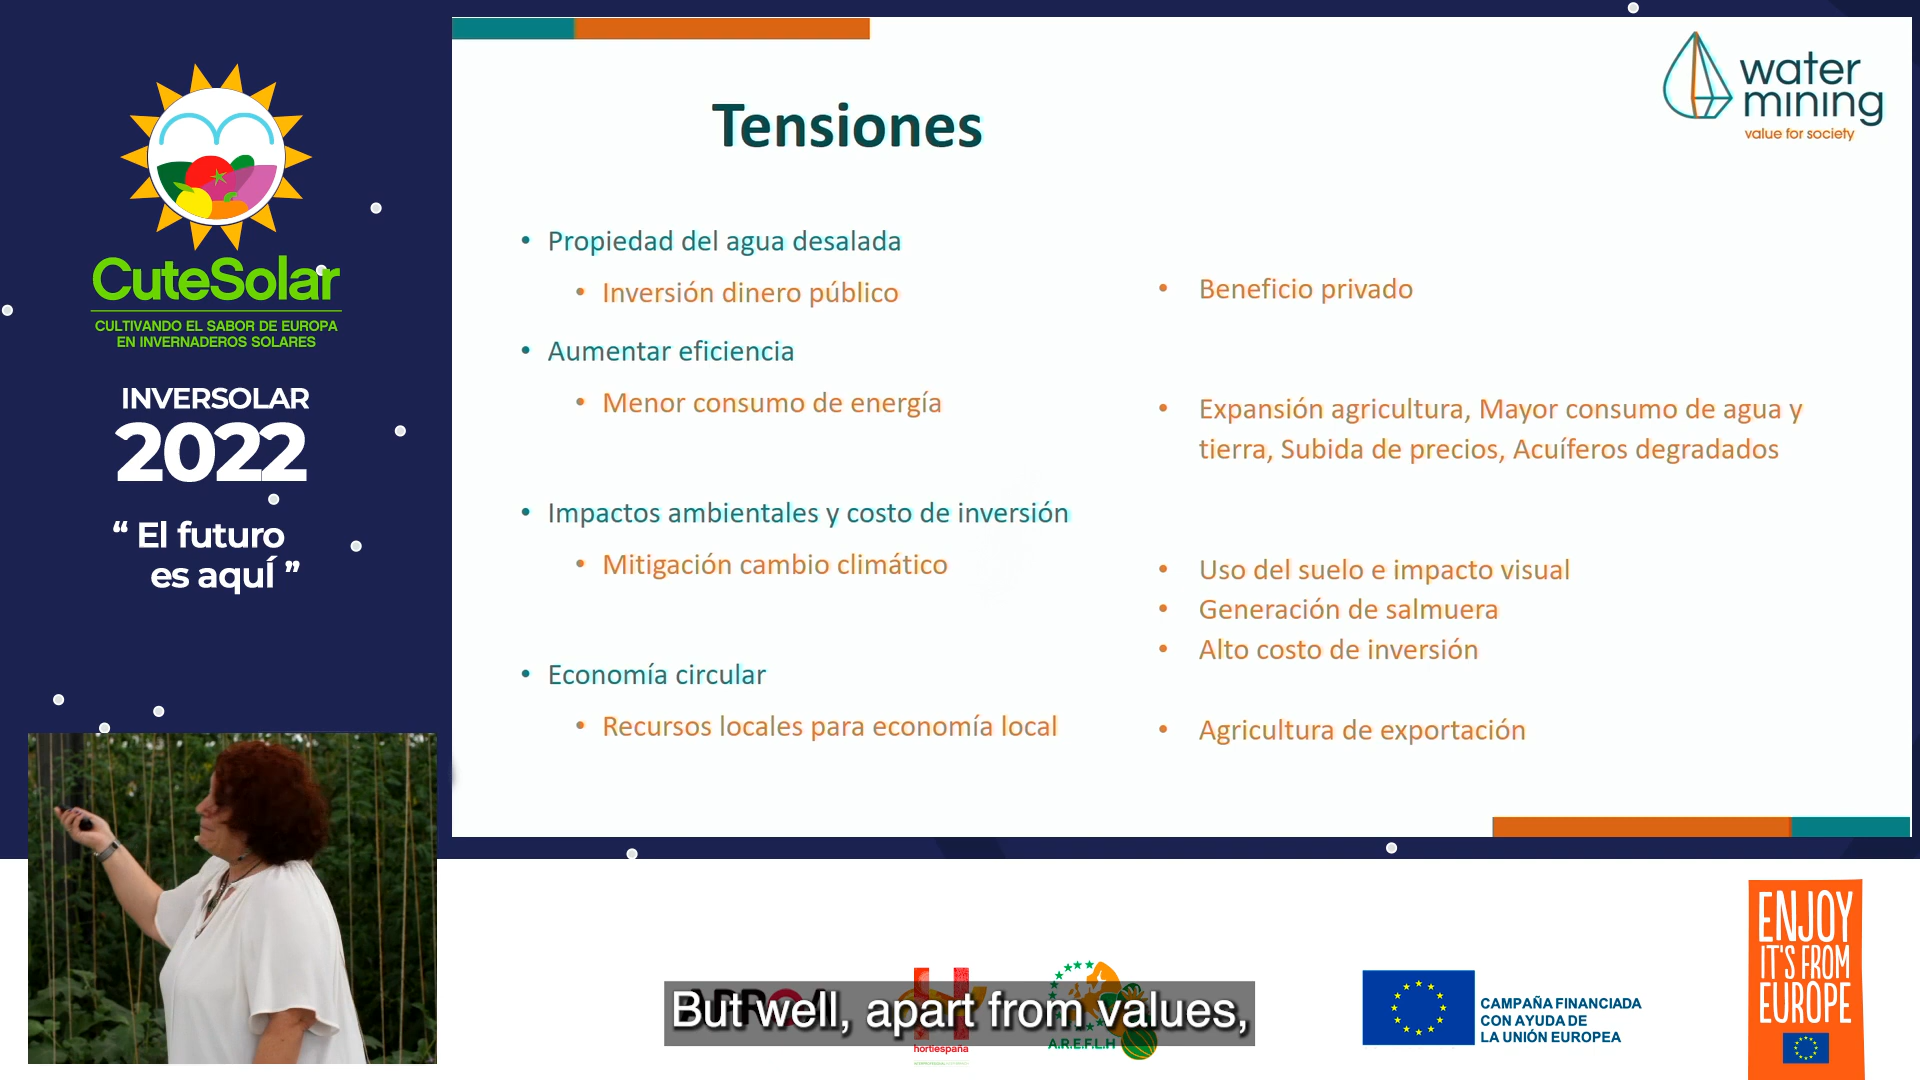 CuteSolar
CULTIVANDO EL SABOR DE EUROPA
EN INVERNADEROS SOLARES
INVERSOLAR
2022
“ El futuro
es aquÍ ”
water
mining
value for society
Tensiones
• Propiedad del agua desalada
• Inversión dinero público
• Beneficio privado
• Aumentar eficiencia
• Menor consumo de energía
• Expansión agricultura, Mayor consumo de agua y
tierra, Subida de precios, Acuíferos degradados
• Impactos ambientales y costo de inversión
• Mitigación cambio climático
• Uso del suelo e impacto visual
• Generación de salmuera
• Alto costo de inversión
• Economía circular
• Recursos locales para economía local
• Agricultura de exportación
But well, apart from values,
hortiespaña
A.R.E.F.L.H
CAMPAÑA FINANCIADA
CON AYUDA DE
LA UNIÓN EUROPEA
ENJOY
IT'S FROM
EUROPE